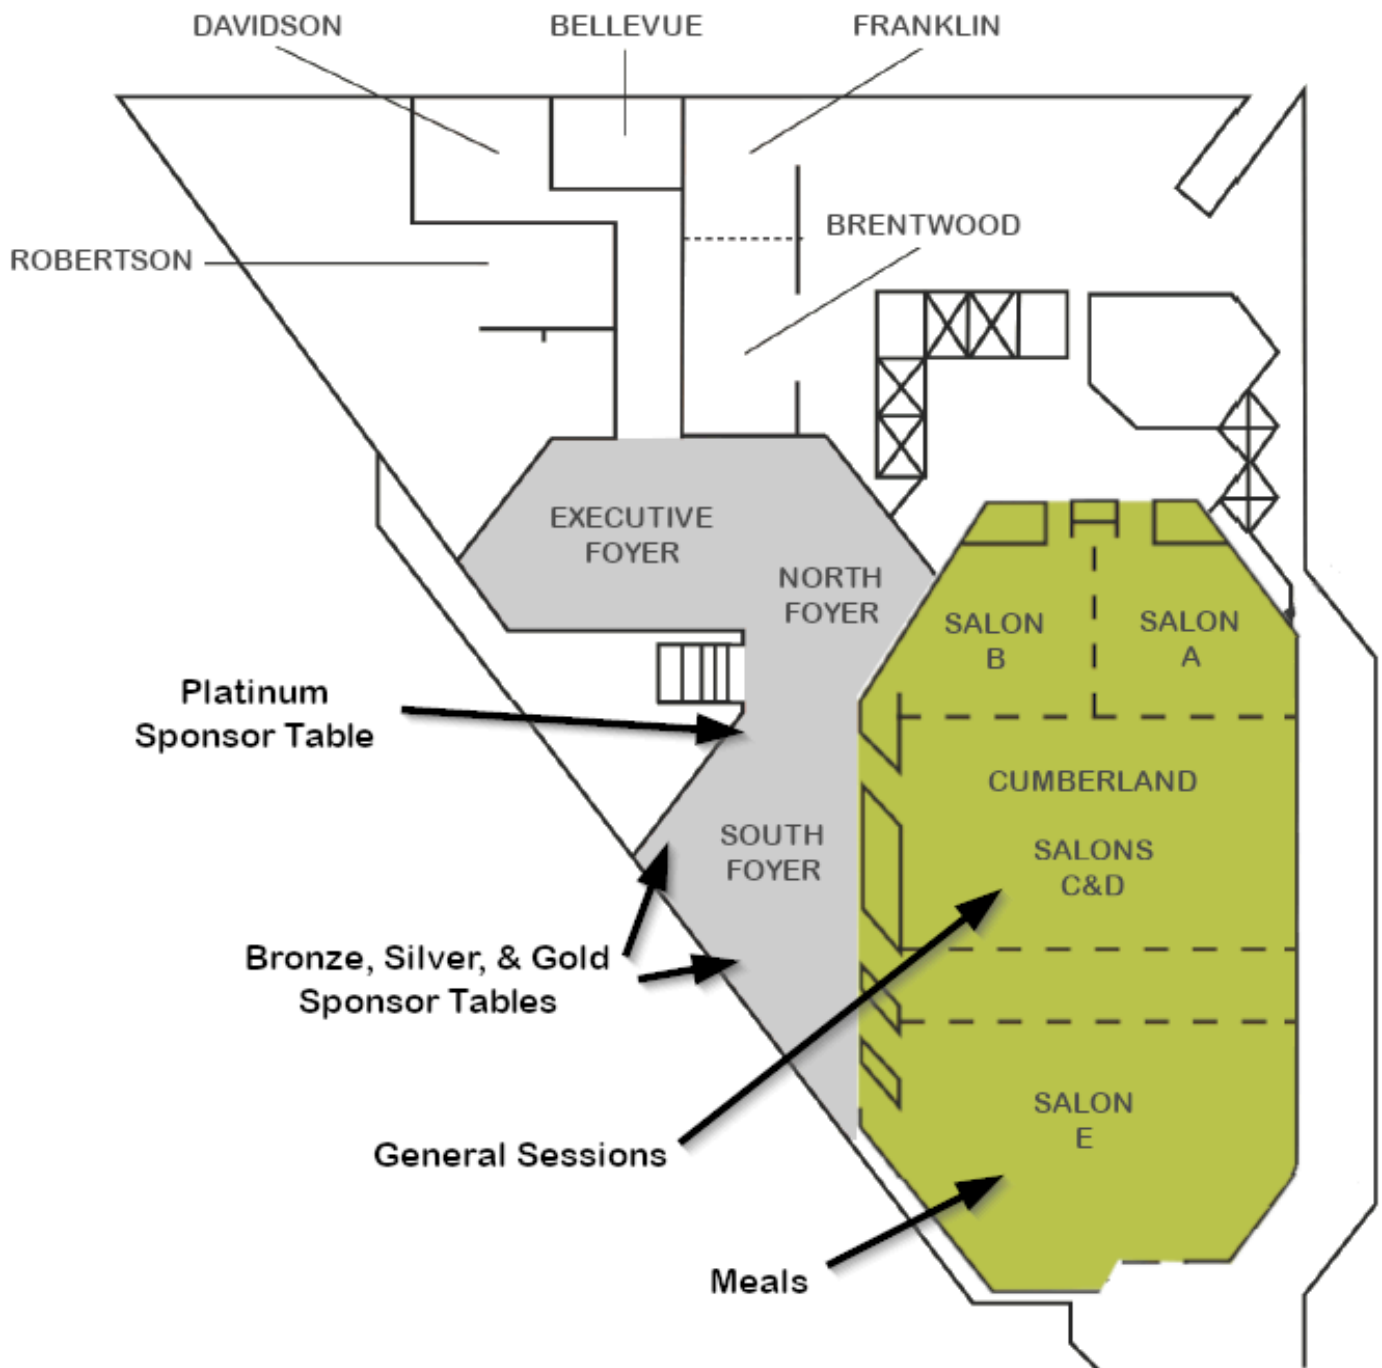 DAVIDSON
BELLEVUE
FRANKLIN
BRENTWOOD
ROBERTSON
EXECUTIVE
FOYER
NORTH
FOYER
SALON
B
SALON
A
Platinum
Sponsor Table
CUMBERLAND
SALONS
C&D
SOUTH
FOYER
Bronze, Silver, & Gold
Sponsor Tables
SALON
E
General Sessions
Meals